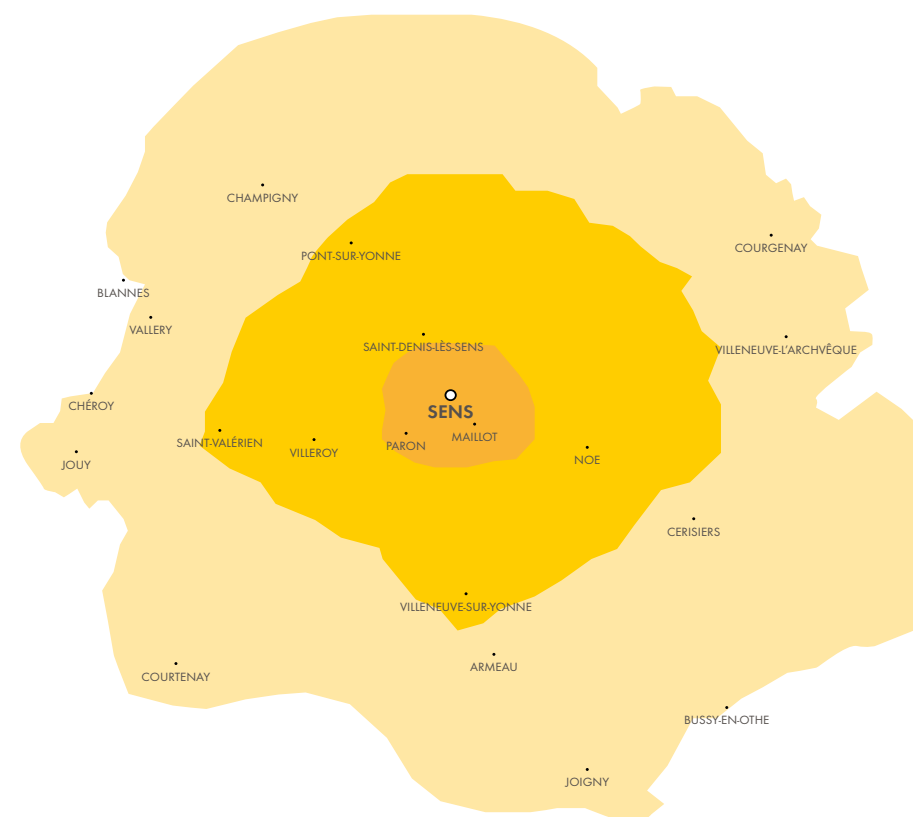 CHAMPIGNY
COURGENAY
PONT-SUR-YONNE
BLANNES
VALLERY
SAINT-DENIS-LÈS-SENS
VILLENEUVE-L'ARCHVÊQUE
CHÉROY
SENS
SAINT-VALÉRIEN
VILLEROY
PARON
MAILLOT
NOE
JOUY
CERISIERS
VILLENEUVE-SUR-YONNE
ARMEAU
COURTENAY
BUSSY-EN-OTHE
JOIGNY